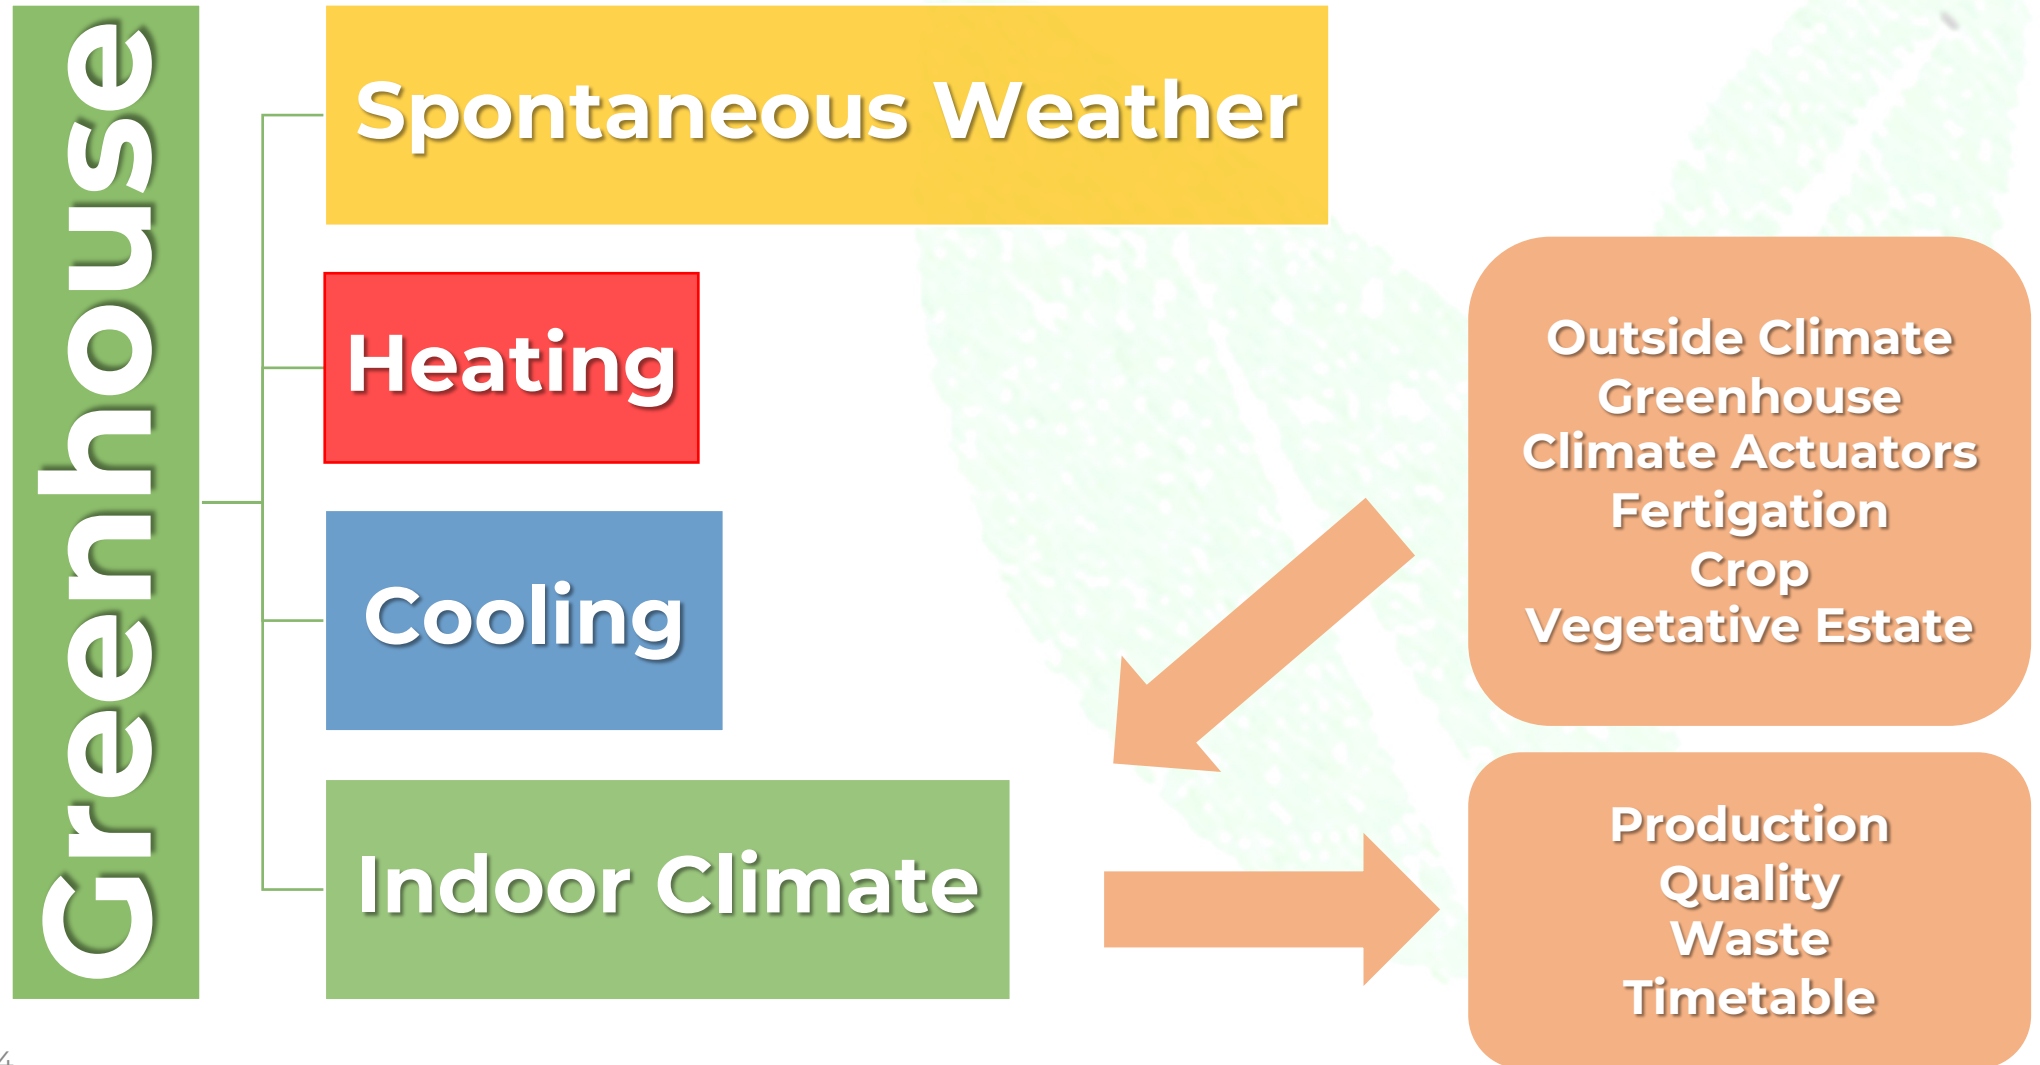 Greenhouse
Spontaneous Weather
Heating
Cooling
Indoor Climate
Outside Climate
Greenhouse
Climate Actuators
Fertigation
Crop
Vegetative Estate
Production
Quality
Waste
Timetable